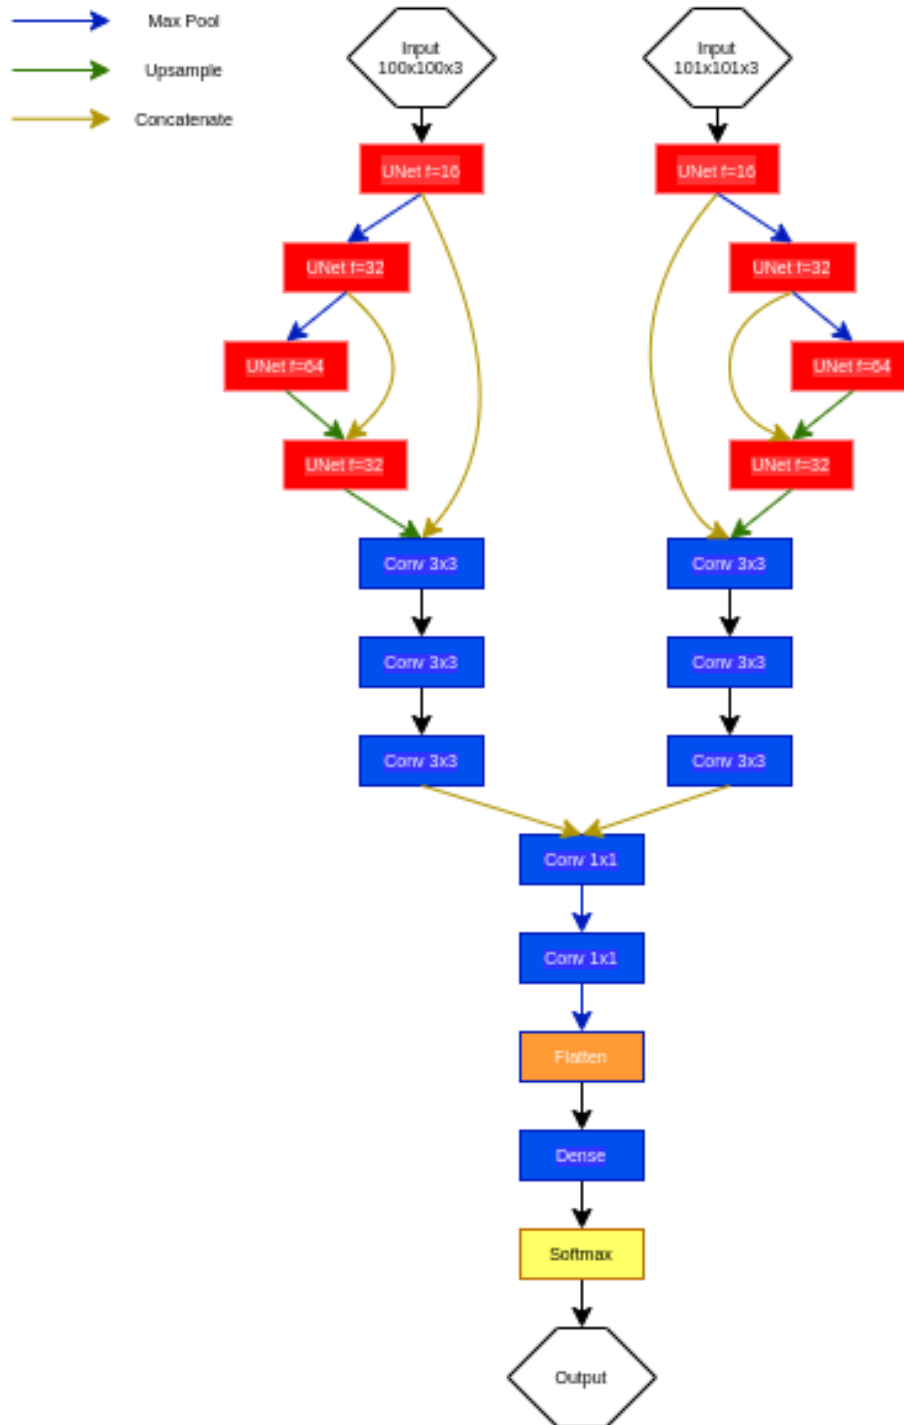 Max Pool
Upsample
Concatenate
Input
100x100x3
Input
101x101x3
UNet f=16
UNet f=16
UNet f=32
UNet f=32
UNet f=64
UNet f=64
UNet f=32
UNet f=32
Conv 3x3
Conv 3x3
Conv 3x3
Conv 3x3
Conv 3x3
Conv 3x3
Conv 1x1
Conv 1x1
Flatten
Dense
Softmax
Output